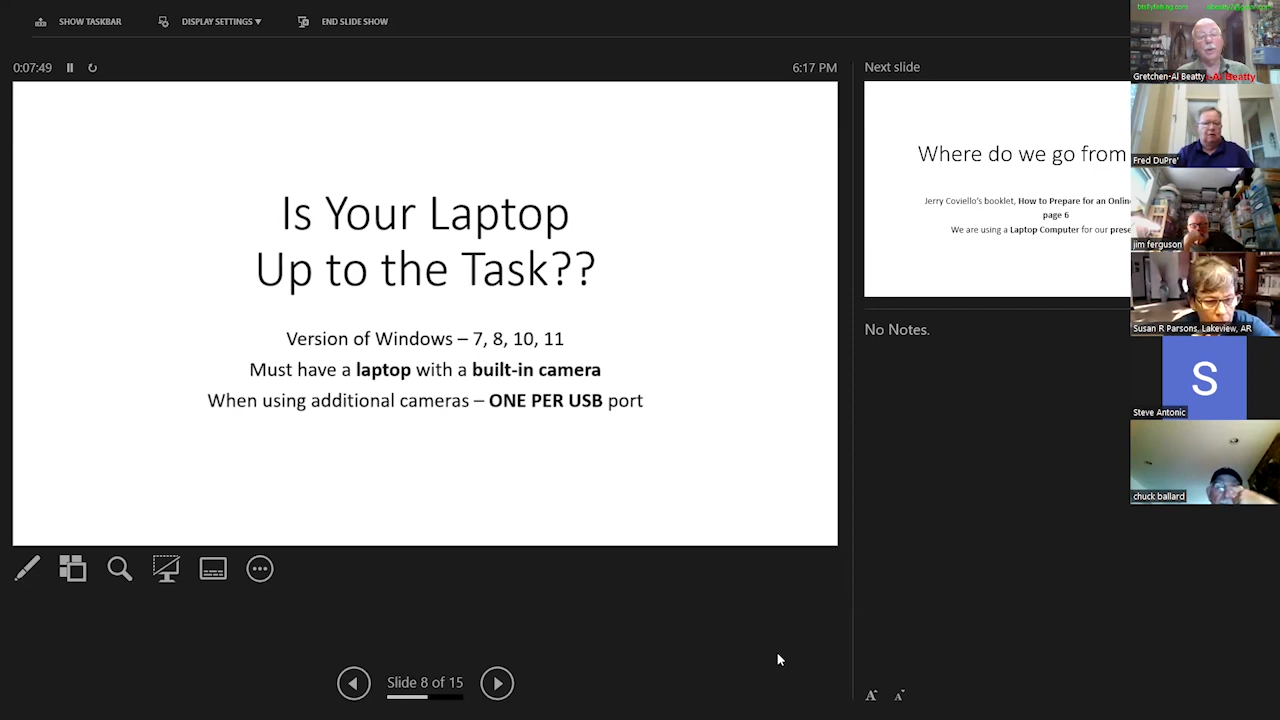 SHOW TASKBAR
DISPLAY SETTINGS
END SLIDE SHOW
0:07:49
6:17 PM
Is Your Laptop
Up to the Task??
Version of Windows – 7, 8, 10, 11
Must have a laptop with a built-in camera
When using additional cameras – ONE PER USB port
Slide 8 of 15
Next slide
Where do we go from
Jerry Coviello's booklet, How to Prepare for an Onlin
page 6
We are using a Laptop Computer for our prese
No Notes.
A
A
btsflyfishing.com
Gretchen-Al Beatty
Al Beatty
Fred DuPre'
jim ferguson
Susan R Parsons, Lakeview, AR
S
Steve Antonic
chuck ballard